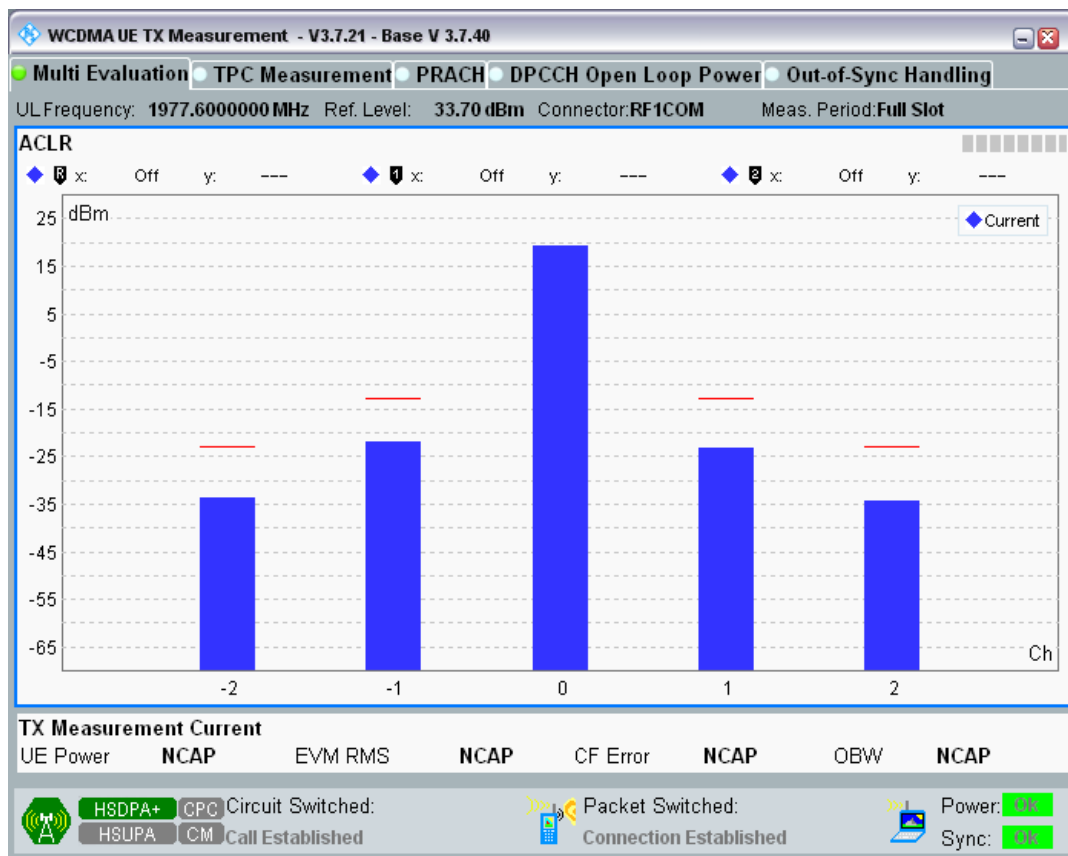 WCDMA UE TX Measurement - V3.7.21 - Base V 3.7.40
Multi Evaluation TPC Measurement PRACH DPCCH Open Loop Power Out-of-Sync Handling
UL Frequency: 1977.6000000 MHz Ref. Level: 33.70 dBm Connector:RF1COM Meas. Period:Full Slot
ACLR
R x: Off y: --- 1 x: Off y: --- 2 x: Off y: ---
dBm
Current
25
15
5
-5
-15
-25
-35
-45
-55
-65
Ch
-2 -1 0 1 2
TX Measurement Current
UE Power NCAP EVM RMS NCAP CF Error NCAP OBW NCAP
HSDPA+ CPC Circuit Switched: Packet Switched: Power: Ok
HSUPA CM Call Established Connection Established Sync: Ok